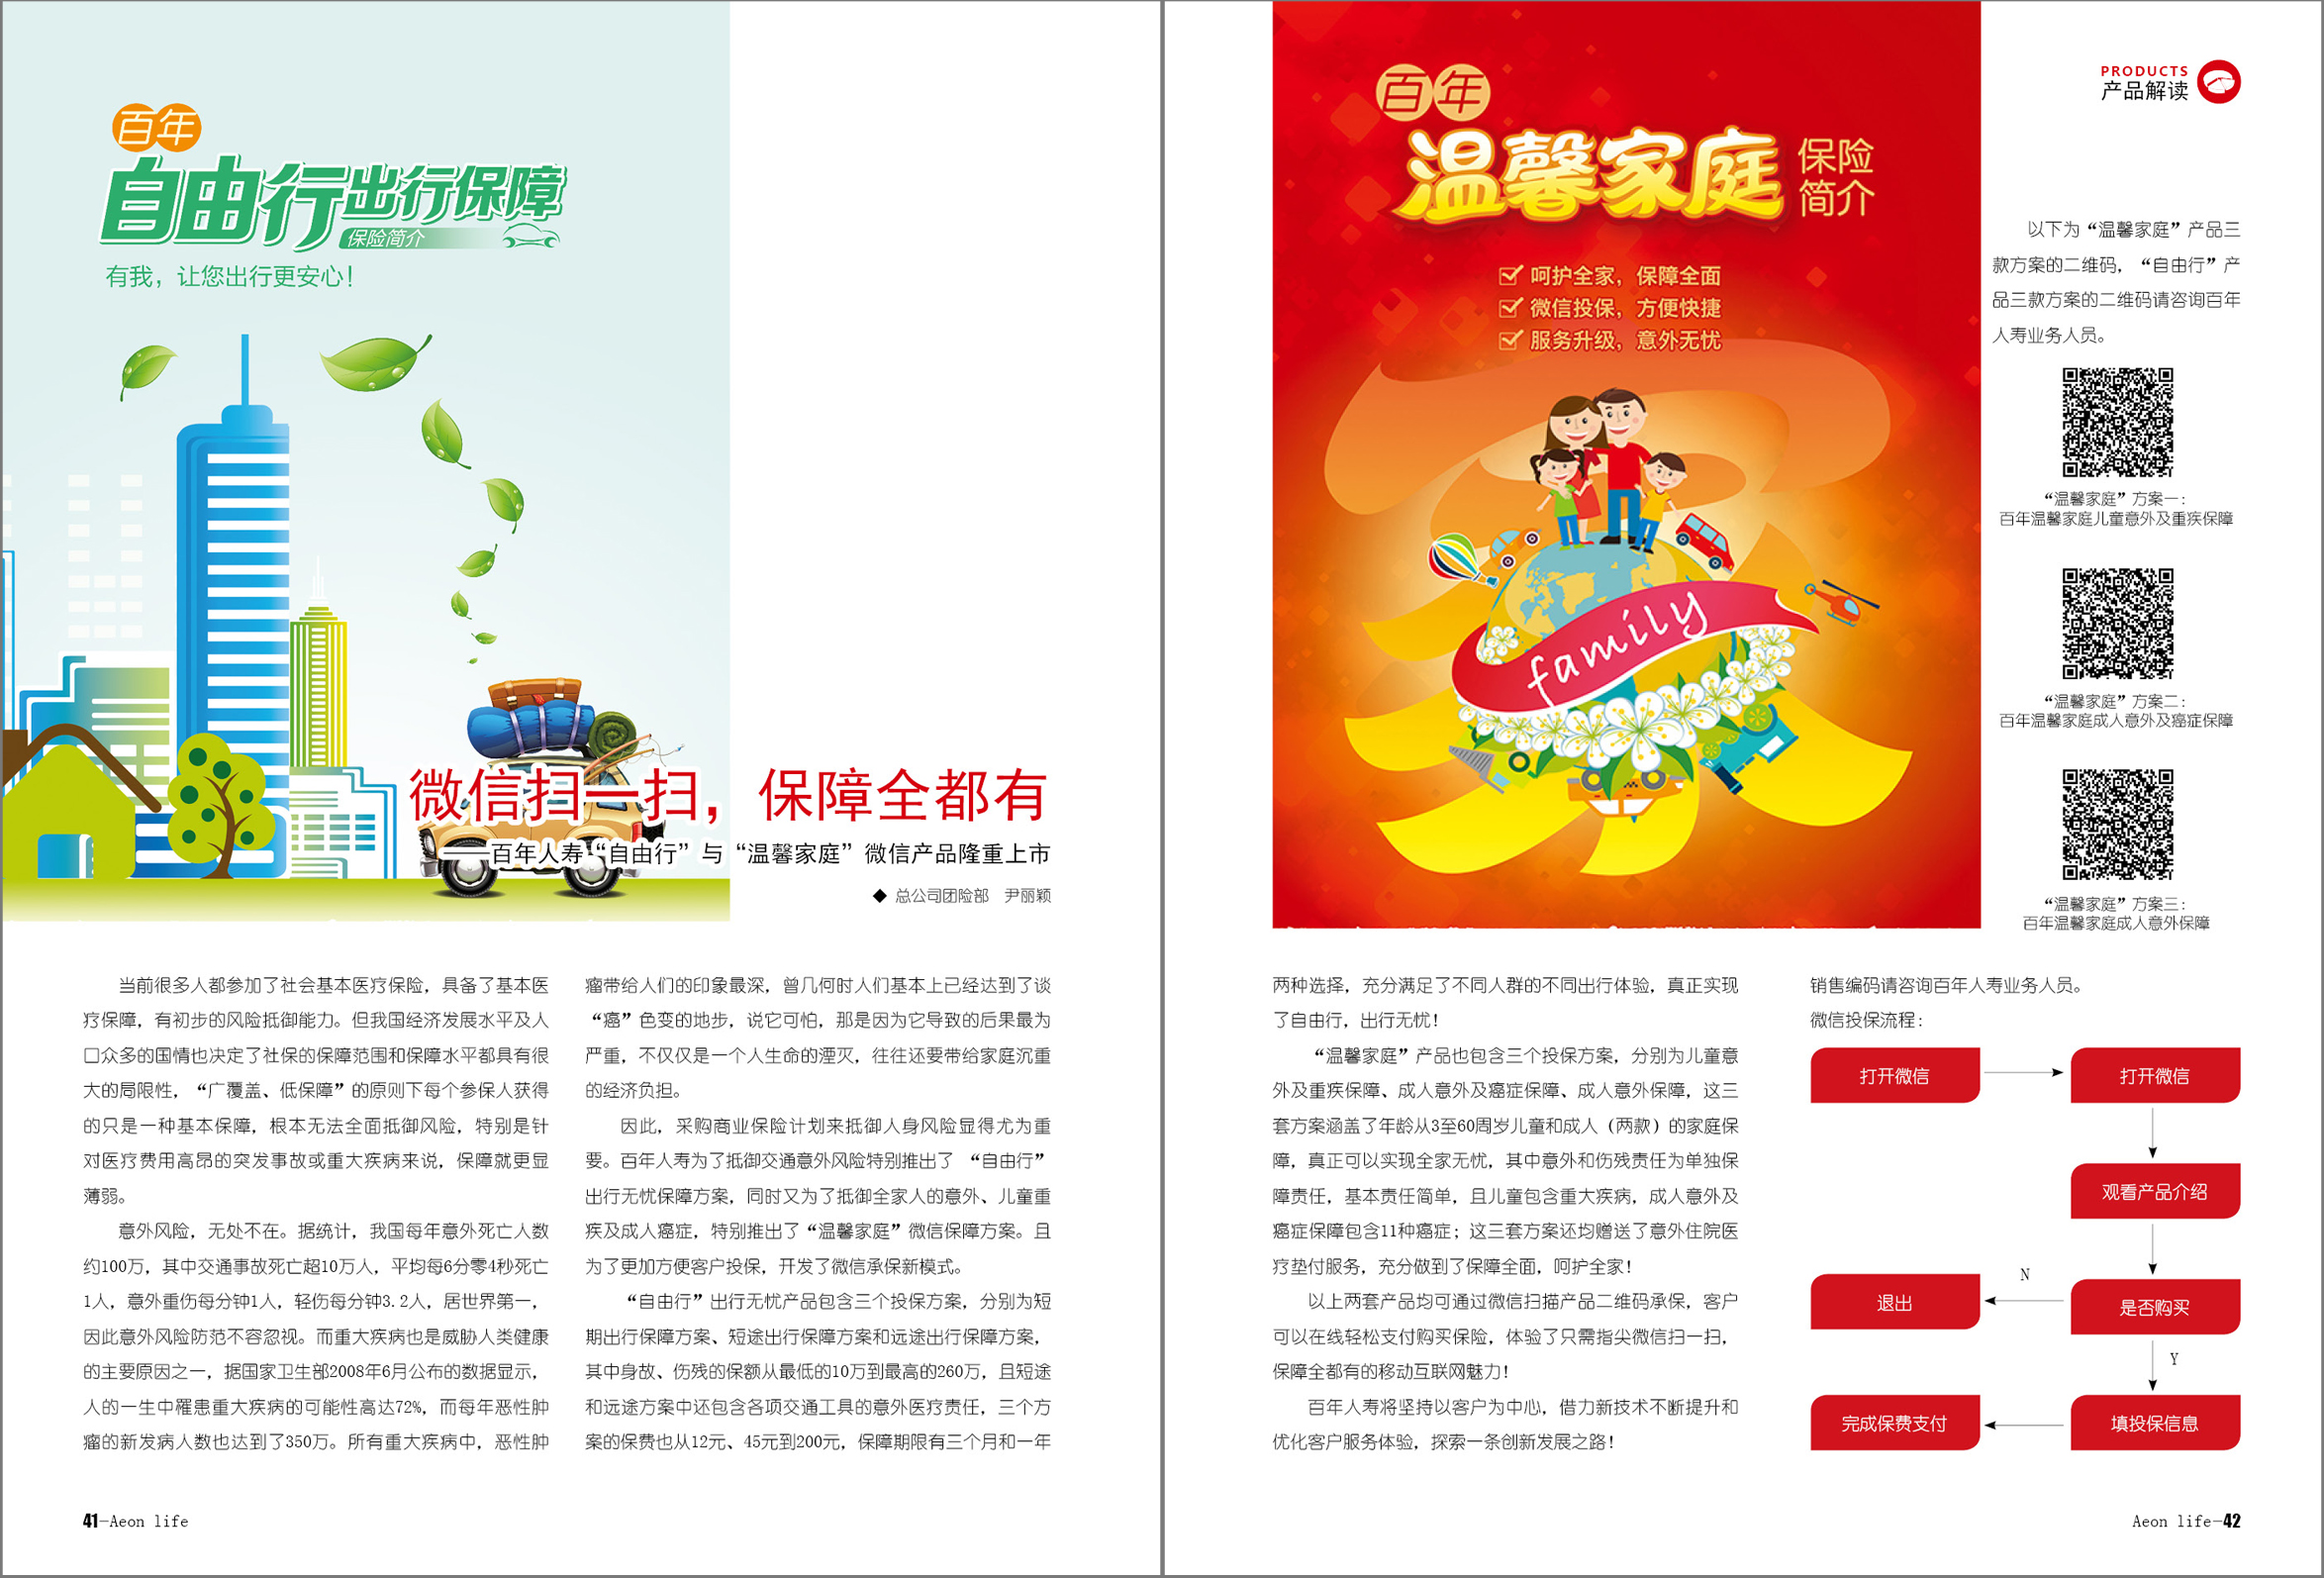 百年
自由行出行保障
保险简介
有我，让您出行更安心！
微信扫一扫，保障全都有
——百年人寿“自由行”与“温馨家庭”微信产品隆重上市
◆ 总公司团险部 尹丽颖
当前很多人都参加了社会基本医疗保险，具备了基本医
疗保障，有初步的风险抵御能力。但我国经济发展水平及人
口众多的国情也决定了社保的保障范围和保障水平都具有很
大的局限性，“广覆盖、低保障”的原则下每个参保人获得
的只是一种基本保障，根本无法全面抵御风险，特别是针
对医疗费用高昂的突发事故或重大疾病来说，保障就更显
薄弱。
意外风险，无处不在。据统计，我国每年意外死亡人数
约100万，其中交通事故死亡超10万人，平均每6分零4秒死亡
1人，意外重伤每分钟1人，轻伤每分钟3.2人，居世界第一，
因此意外风险防范不容忽视。而重大疾病也是威胁人类健康
的主要原因之一，据国家卫生部2008年6月公布的数据显示，
人的一生中罹患重大疾病的可能性高达72%，而每年恶性肿
瘤的新发病人数也达到了350万。所有重大疾病中，恶性肿
瘤带给人们的印象最深，曾几何时人们基本上已经达到了谈
“癌”色变的地步，说它可怕，那是因为它导致的后果最为
严重，不仅仅是一个人生命的湮灭，往往还要带给家庭沉重
的经济负担。
因此，采购商业保险计划来抵御人身风险显得尤为重
要。百年人寿为了抵御交通意外风险特别推出了 “自由行”
出行无忧保障方案，同时又为了抵御全家人的意外、儿童重
疾及成人癌症，特别推出了“温馨家庭”微信保障方案。且
为了更加方便客户投保，开发了微信承保新模式。
“自由行”出行无忧产品包含三个投保方案，分别为短
期出行保障方案、短途出行保障方案和远途出行保障方案，
其中身故、伤残的保额从最低的10万到最高的260万，且短途
和远途方案中还包含各项交通工具的意外医疗责任，三个方
案的保费也从12元、45元到200元，保障期限有三个月和一年
41—Aeon life
百年
温馨家庭
保险
简介
呵护全家，保障全面
微信投保，方便快捷
服务升级，意外无忧
family
PRODUCTS
产品解读
以下为“温馨家庭”产品三
款方案的二维码，“自由行”产
品三款方案的二维码请咨询百年
人寿业务人员。
“温馨家庭”方案一：
百年温馨家庭儿童意外及重疾保障
“温馨家庭”方案二：
百年温馨家庭成人意外及癌症保障
“温馨家庭”方案三：
百年温馨家庭成人意外保障
两种选择，充分满足了不同人群的不同出行体验，真正实现
了自由行，出行无忧！
“温馨家庭”产品也包含三个投保方案，分别为儿童意
外及重疾保障、成人意外及癌症保障、成人意外保障，这三
套方案涵盖了年龄从3至60周岁儿童和成人（两款）的家庭保
障，真正可以实现全家无忧，其中意外和伤残责任为单独保
障责任，基本责任简单，且儿童包含重大疾病，成人意外及
癌症保障包含11种癌症；这三套方案还均赠送了意外住院医
疗垫付服务，充分做到了保障全面，呵护全家！
以上两套产品均可通过微信扫描产品二维码承保，客户
可以在线轻松支付购买保险，体验了只需指尖微信扫一扫，
保障全都有的移动互联网魅力！
百年人寿将坚持以客户为中心，借力新技术不断提升和
优化客户服务体验，探索一条创新发展之路！
销售编码请咨询百年人寿业务人员。
微信投保流程：
打开微信
打开微信
观看产品介绍
N
退出
是否购买
Y
完成保费支付
填投保信息
Aeon life—42